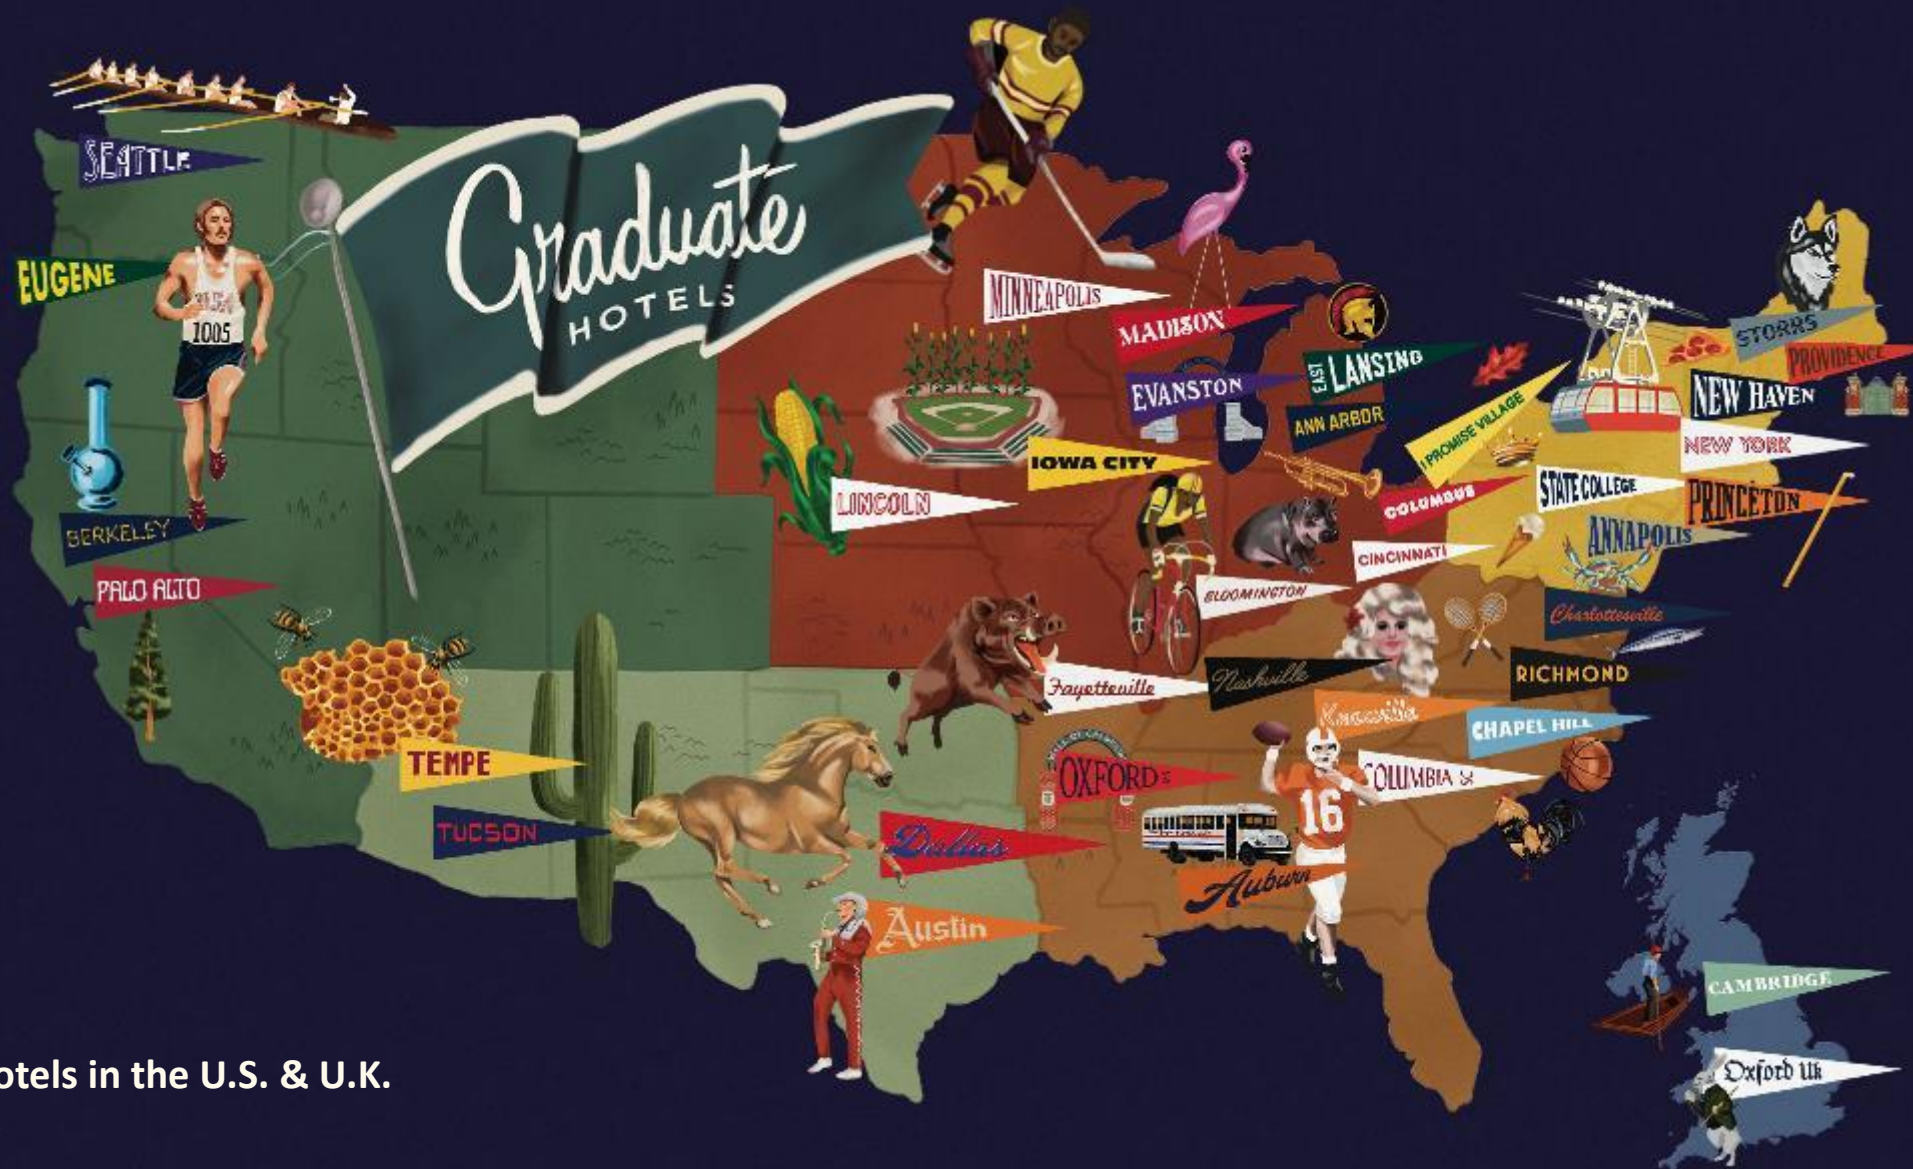 SEATTLE
Graduate
HOTELS
EUGENE
1005
MINNEAPOLIS
MADISON
STORRS
PROVIDENCE
EAST LANSING
EVANSTON
NEW HAVEN
ANN ARBOR
I PROMISE VILLAGE
NEW YORK
IOWA CITY
LINCOLN
COLUMBUS
STATE COLLEGE
PRINCETON
BERKELEY
ANNAPOLIS
CINCINNATI
PALO ALTO
BLOOMINGTON
Charlottesville
Fayetteville
Nashville
RICHMOND
Knoxville
CHAPEL HILL
TEMPE
OXFORD
COLUMBIA SC
16
TUCSON
Dallas
Auburn
Austin
CAMBRIDGE
Oxford Uk
otels in the U.S. & U.K.